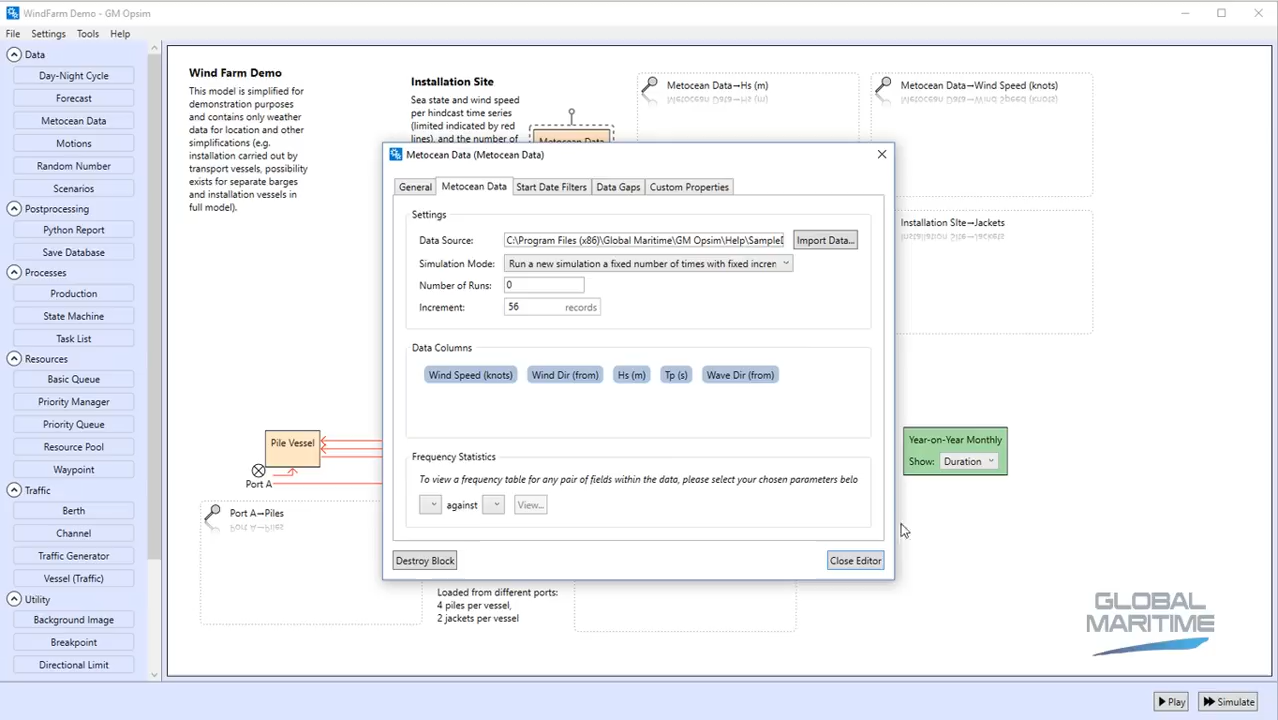 WindFarm Demo - GM Opsim
File Settings Tools Help
Data
Day-Night Cycle
Forecast
Metocean Data
Motions
Random Number
Scenarios
Postprocessing
Python Report
Save Database
Processes
Production
State Machine
Task List
Resources
Basic Queue
Priority Manager
Priority Queue
Resource Pool
Waypoint
Traffic
Berth
Channel
Traffic Generator
Vessel (Traffic)
Utility
Background Image
Breakpoint
Directional Limit
Wind Farm Demo
This model is simplified for
demonstration purposes
and contains only weather
data for location and other
simplifications (e.g.
installation carried out by
transport vessels, possibility
exists for separate barges
and installation vessels in
full model).
Installation Site
Sea state and wind speed
per hindcast time series
(limited indicated by red
lines), and the number of
Metocean Data
Metocean Data→Hs (m)
Metocean Data→Wind Speed (knots)
Installation SIte→Jackets
Metocean Data (Metocean Data)
General Metocean Data Start Date Filters Data Gaps Custom Properties
Settings
Data Source: C:\Program Files (x86)\Global Maritime\GM Opsim\Help\Sample Import Data...
Simulation Mode: Run a new simulation a fixed number of times with fixed increm
Number of Runs: 0
Increment: 56 records
Data Columns
Wind Speed (knots) Wind Dir (from) Hs (m) Tp (s) Wave Dir (from)
Frequency Statistics
To view a frequency table for any pair of fields within the data, please select your chosen parameters belo
against View...
Destroy Block Close Editor
Pile Vessel
Port A
Port A→Piles
Year-on-Year Monthly
Show: Duration
Loaded from different ports:
4 piles per vessel,
2 jackets per vessel
GLOBAL
MARITIME
Play Simulate